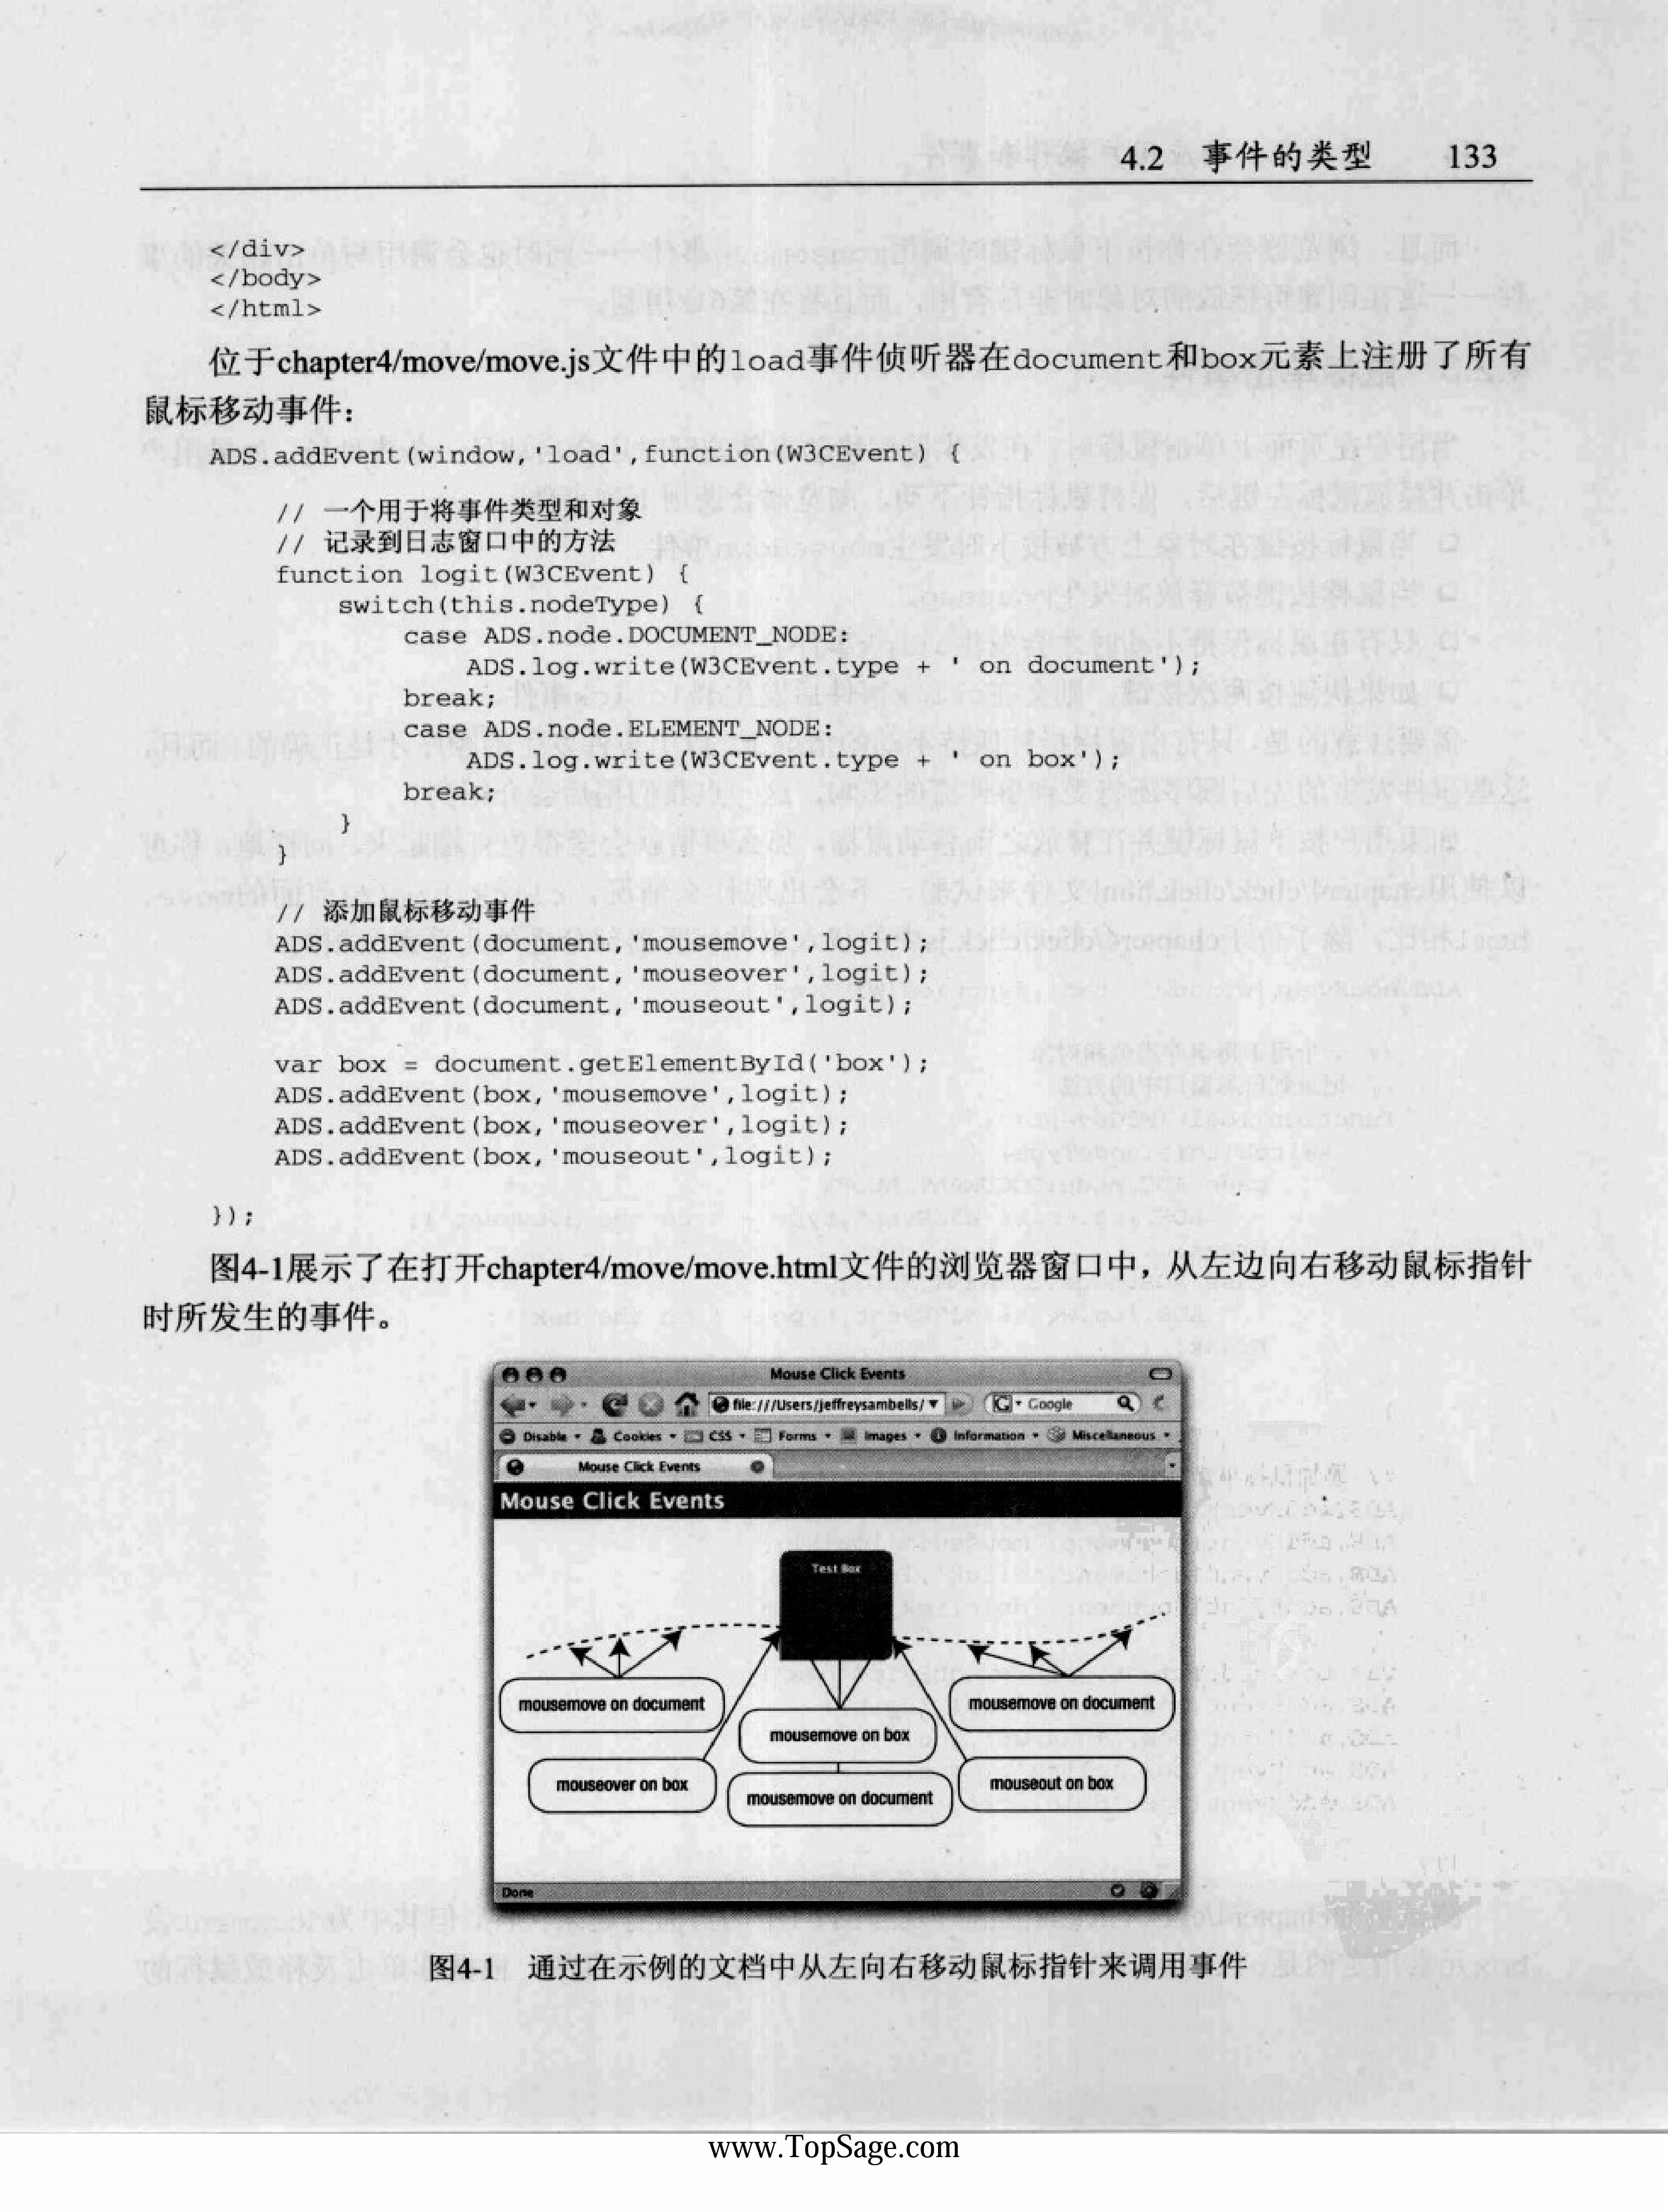 4.2 事件的类型 133
</div>
</body>
</html>
位于chapter4/move/move.js文件中的load事件侦听器在document和box元素上注册了所有
鼠标移动事件：
ADS.addEvent(window,'load',function(W3CEvent) {
// 一个用于将事件类型和对象
// 记录到日志窗口中的方法
function logit(W3CEvent) {
switch(this.nodeType) {
case ADS.node.DOCUMENT_NODE:
ADS.log.write(W3CEvent.type + ' on document');
break;
case ADS.node.ELEMENT_NODE:
ADS.log.write(W3CEvent.type + ' on box');
break;
}
}
// 添加鼠标移动事件
ADS.addEvent(document,'mousemove',logit);
ADS.addEvent(document,'mouseover',logit);
ADS.addEvent(document,'mouseout',logit);
var box = document.getElementById('box');
ADS.addEvent(box,'mousemove',logit);
ADS.addEvent(box,'mouseover',logit);
ADS.addEvent(box,'mouseout',logit);
});
图4-1展示了在打开chapter4/move/move.html文件的浏览器窗口中，从左边向右移动鼠标指针
时所发生的事件。
Mouse Click Events
file:///Users/jeffreysambells/ G Google
Disable Cookies CSS Forms Images Information Miscellaneous
Mouse Click Events
Mouse Click Events
Test Box
mousemove on document
mousemove on document
mousemove on box
mouseover on box
mouseout on box
mousemove on document
Done
图4-1 通过在示例的文档中从左向右移动鼠标指针来调用事件
www.TopSage.com